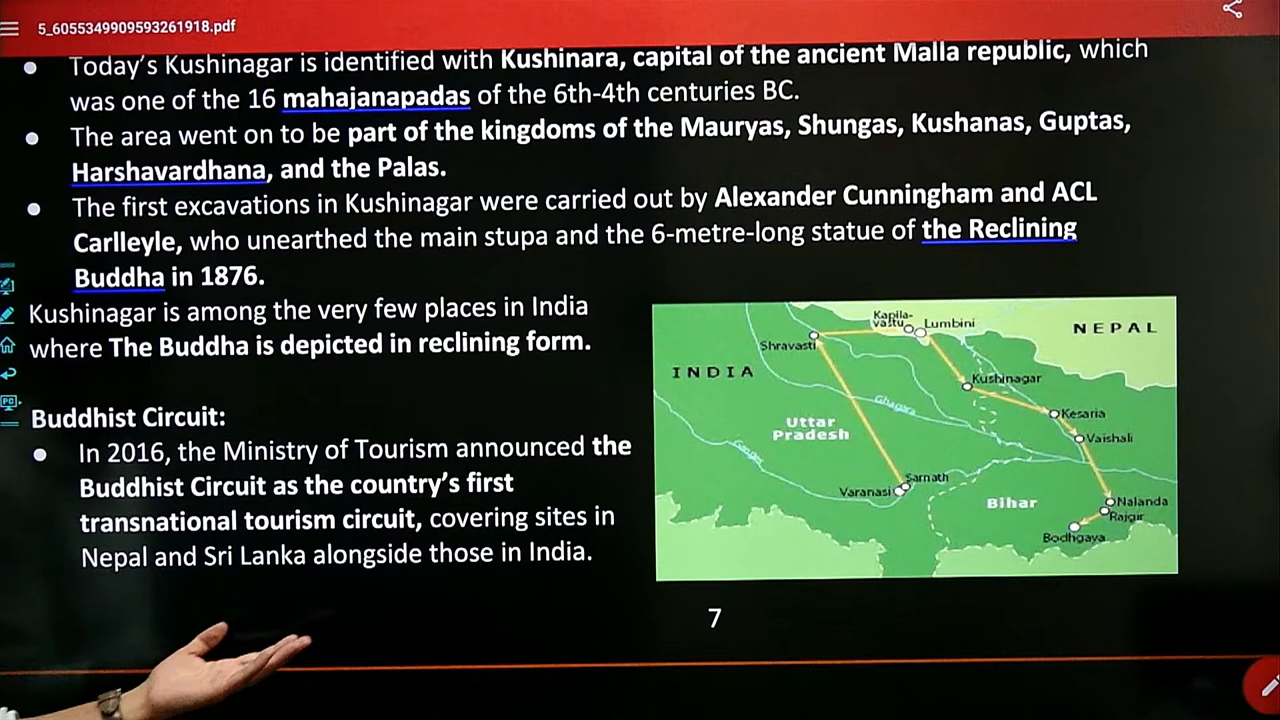 5_6055349909593261918.pdf
• Today's Kushinagar is identified with Kushinara, capital of the ancient Malla republic, which
was one of the 16 mahajanapadas of the 6th-4th centuries BC.
• The area went on to be part of the kingdoms of the Mauryas, Shungas, Kushanas, Guptas,
Harshavardhana, and the Palas.
• The first excavations in Kushinagar were carried out by Alexander Cunningham and ACL
Carlleyle, who unearthed the main stupa and the 6-metre-long statue of the Reclining
Buddha in 1876.
Kushinagar is among the very few places in India
where The Buddha is depicted in reclining form.
Buddhist Circuit:
• In 2016, the Ministry of Tourism announced the
Buddhist Circuit as the country's first
transnational tourism circuit, covering sites in
Nepal and Sri Lanka alongside those in India.
Kapila-
vastu
Lumbini
NEPAL
Shravasti
INDIA
Kushinagar
Ghagara
Kesaria
Uttar
Pradesh
Vaishali
Ganges
Sarnath
Varanasi
Bihar
Nalanda
Rajgir
Bodhgaya
7
PC